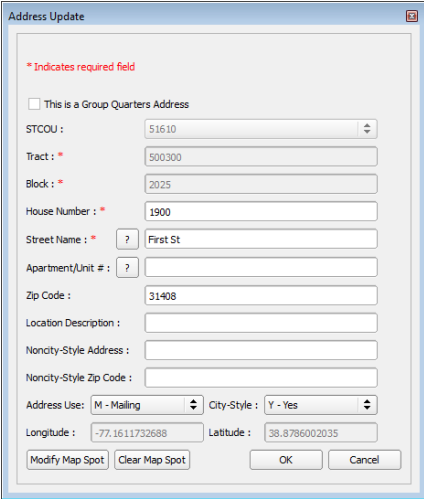 Address Update
* Indicates required field
This is a Group Quarters Address
STCOU : 51610
Tract : * 500300
Block : * 2025
House Number : * 1900
Street Name : * ? First St
Apartment/Unit # : ?
Zip Code : 31408
Location Description :
Noncity-Style Address :
Noncity-Style Zip Code :
Address Use: M - Mailing City-Style : Y - Yes
Longitude : -77.1611732688 Latitude : 38.8786002035
Modify Map Spot Clear Map Spot OK Cancel